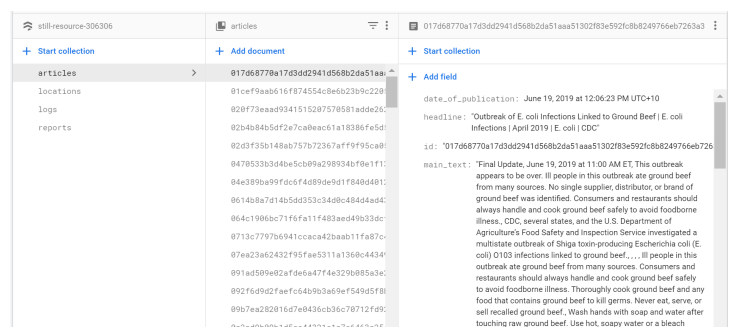 still-resource-306306
articles
017d68770a17d3dd2941d568b2da51aaa51302f83e592fc8b8249766eb7263a3
+ Start collection
+ Add document
+ Start collection
articles
locations
logs
reports
017d68770a17d3dd2941d568b2da51aaa
01cef9aab616f874554c8e6b23b9c220
020f73eaad9341515207570581adde26
02b4b84b5df2e7ca0eac61a18386fe5d
02d3f35b148ab757b72367aff9f95ca0
0470533b3d4be5cb09a298934bf0e1f1
04e389ba99fdc6f4d89de9d1f840d401
0614b8a7d14b5dd353c34d0c484d4ad4
064c1906bc71f6fa11f483aed49b33dc
0713c7797b6941ccaca42baab11fa87c
07ea23a62432f95fae5311a1360c4434
091ad509e02afde6a47f4e329b085a3e
092f6d9d2faefc64b9b3a69ef549d5f8
09b7ea282016d7e0436cb36c70712fd9
+ Add field
date_of_publication: June 19, 2019 at 12:06:23 PM UTC+10
headline: "Outbreak of E. coli Infections Linked to Ground Beef | E. coli
Infections | April 2019 | E. coli | CDC"
id: "017d68770a17d3dd2941d568b2da51aaa51302f83e592fc8b8249766eb726
main_text: "Final Update, June 19, 2019 at 11:00 AM ET, This outbreak
appears to be over. Ill people in this outbreak ate ground beef
from many sources. No single supplier, distributor, or brand of
ground beef was identified. Consumers and restaurants should
always handle and cook ground beef safely to avoid foodborne
illness., CDC, several states, and the U.S. Department of
Agriculture's Food Safety and Inspection Service investigated a
multistate outbreak of Shiga toxin-producing Escherichia coli (E.
coli) O103 infections linked to ground beef., , , , Ill people in this
outbreak ate ground beef from many sources. Consumers and
restaurants should always handle and cook ground beef safely
to avoid foodborne illness. Thoroughly cook ground beef and any
food that contains ground beef to kill germs. Never eat, serve, or
sell recalled ground beef., Wash hands with soap and water after
touching raw ground beef. Use hot, soapy water or a bleach